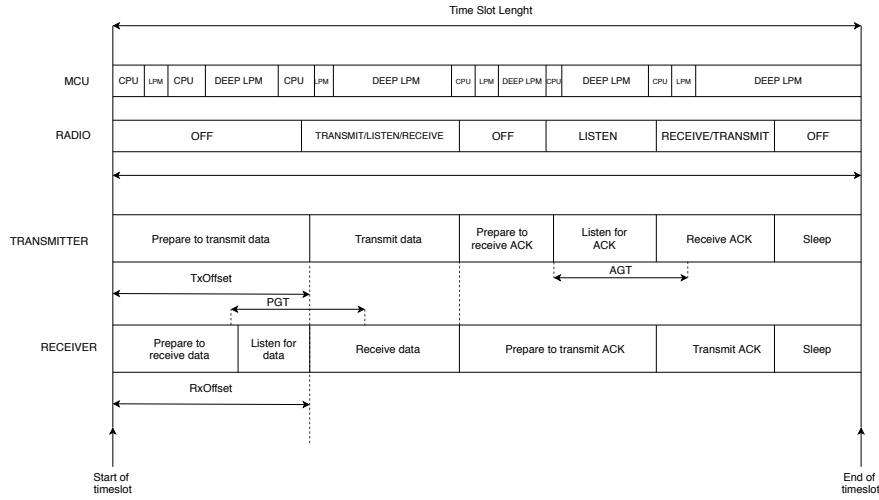 Time Slot Lenght
MCU
CPU LPM CPU DEEP LPM CPU LPM DEEP LPM CPU LPM DEEP LPM CPU DEEP LPM CPU LPM DEEP LPM
RADIO
OFF TRANSMIT/LISTEN/RECEIVE OFF LISTEN RECEIVE/TRANSMIT OFF
TRANSMITTER
Prepare to transmit data
Transmit data
Prepare to
receive ACK
Listen for
ACK
Receive ACK
Sleep
TxOffset
AGT
PGT
RECEIVER
Prepare to
receive data
Listen for
data
Receive data
Prepare to transmit ACK
Transmit ACK
Sleep
RxOffset
Start of
timeslot
End of
timeslot